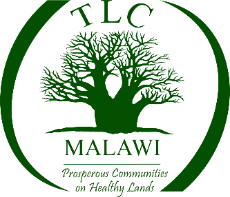 TLC
MALAWI
Prosperous Communities
on Healthy Lands